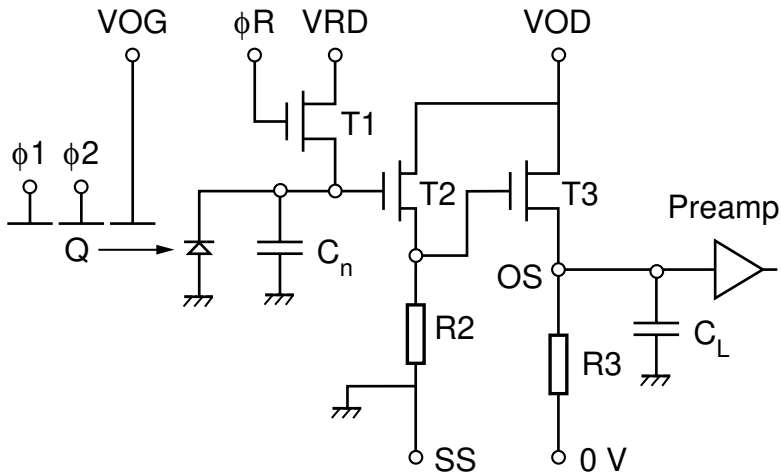 VOG
ϕR
VRD
VOD
T1
ϕ1
ϕ2
T2
T3
Preamp
Q
Cn
OS
R2
R3
CL
SS
0 V